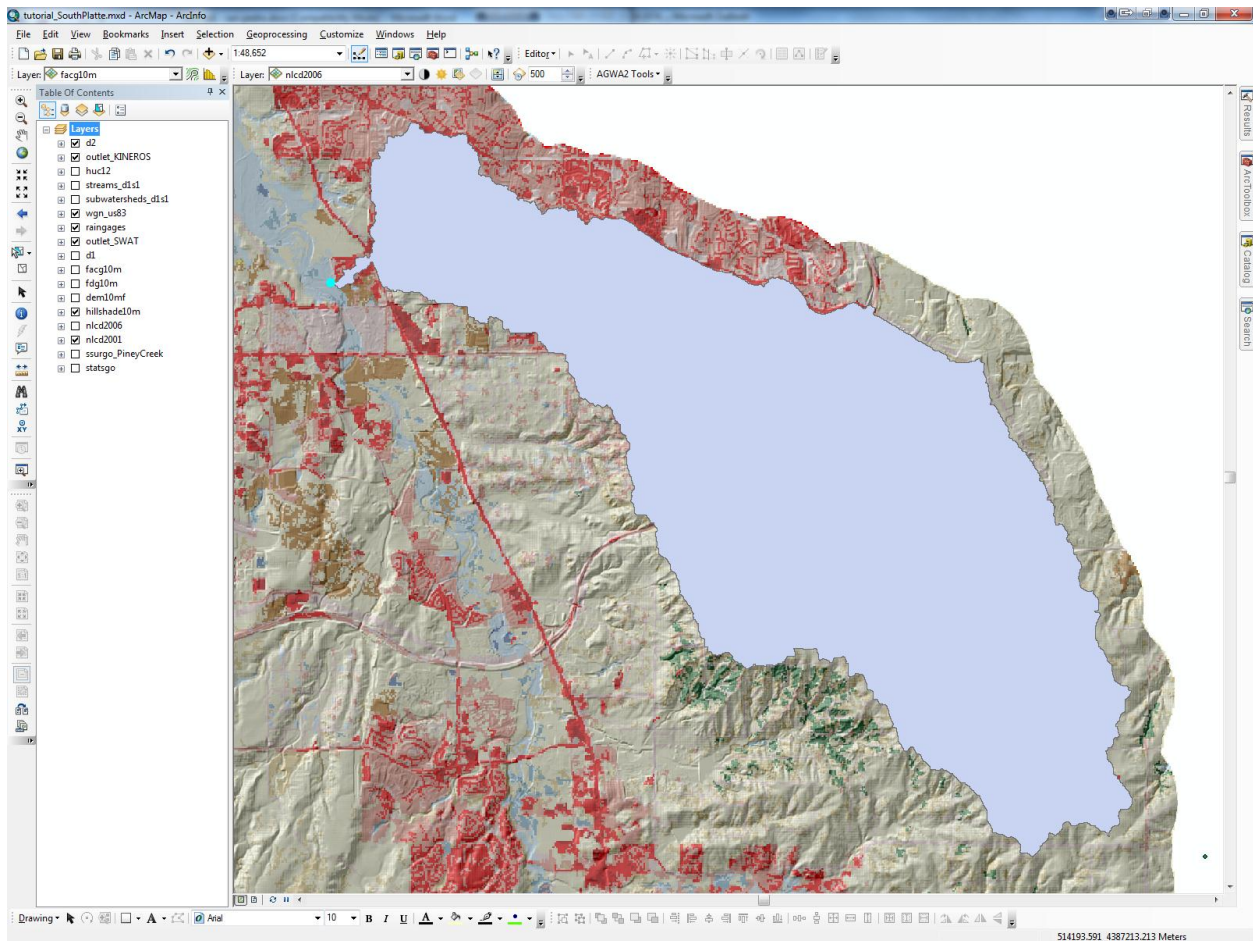 tutorial_SouthPlatte.mxd - ArcMap - ArcInfo
File Edit View Bookmarks Insert Selection Geoprocessing Customize Windows Help
1:48,652 Editor
Layer: facg10m Layer: nlcd2006 500 AGWA2 Tools
Table Of Contents
Layers
d2
outlet_KINEROS
huc12
streams_d1s1
subwatersheds_d1s1
wgn_us83
raingages
outlet_SWAT
d1
facg10m
fdg10m
dem10mf
hillshade10m
nlcd2006
nlcd2001
ssurgo_PineyCreek
statsgo
XY
Results
ArcToolbox
Catalog
Search
Drawing A Arial 10 B I U A
514193.591 4387213.213 Meters